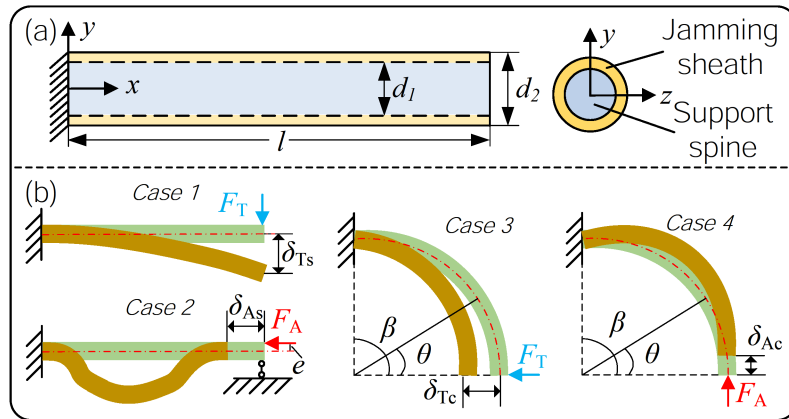 (a)
y
x
d1
d2
l
y
z
Jamming
sheath
Support
spine
(b)
Case 1
FT
δTs
Case 2
δAs
FA
e
Case 3
β
θ
FT
δTc
Case 4
β
θ
δAc
FA